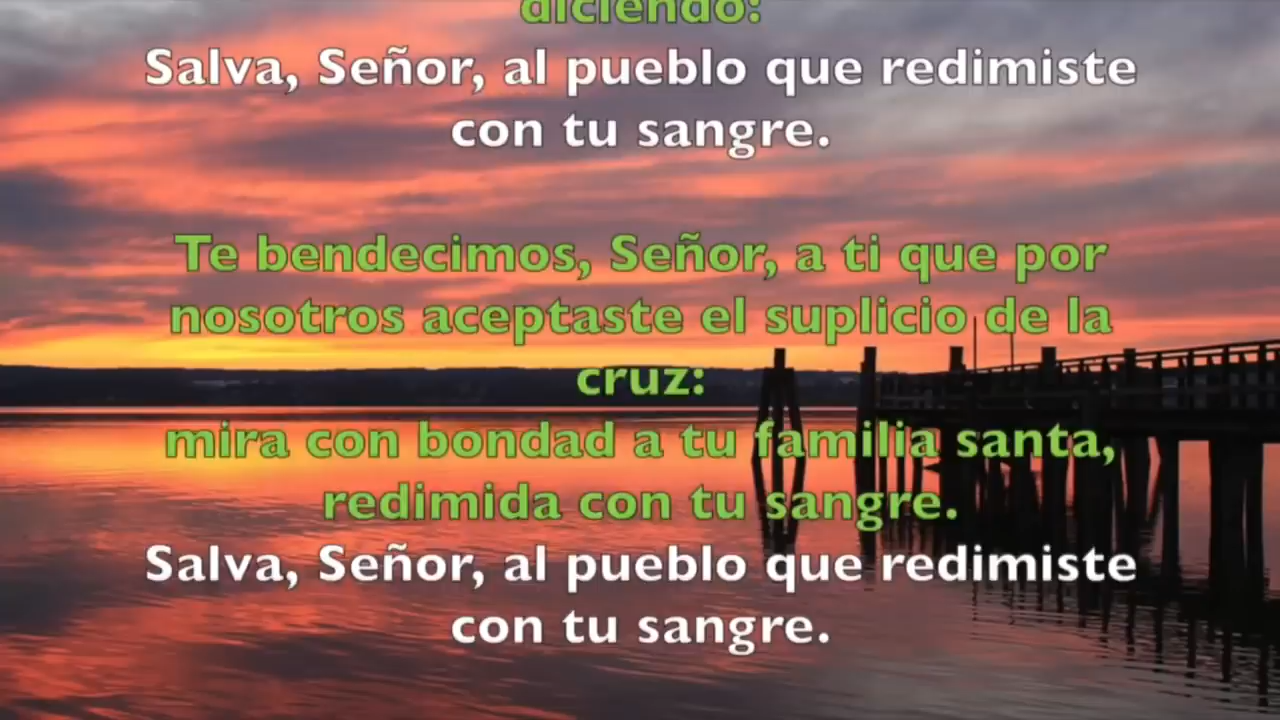 diciendo:
Salva, Señor, al pueblo que redimiste
con tu sangre.
Te bendecimos, Señor, a ti que por
nosotros aceptaste el suplicio de la
cruz:
mira con bondad a tu familia santa,
redimida con tu sangre.
Salva, Señor, al pueblo que redimiste
con tu sangre.